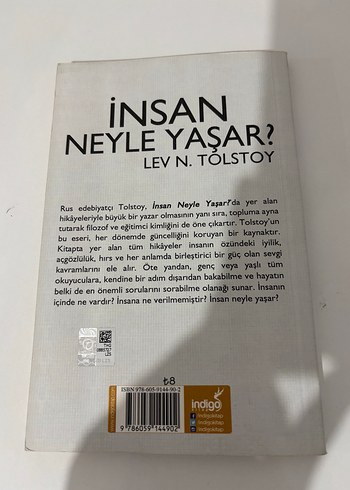 İNSAN
NEYLE YAŞAR?
LEV N. TOLSTOY
Rus edebiyatçı Tolstoy, İnsan Neyle Yaşar?'da yer alan
hikâyeleriyle büyük bir yazar olmasının yanı sıra, topluma ayna
tutarak filozof ve eğitimci kimliğini de öne çıkartır. Tolstoy'un
bu eseri, her dönemde güncelliğini koruyan bir kaynaktır.
Kitapta yer alan tüm hikâyeler insanın özündeki iyilik,
açgözlülük, hırs ve her anlamda birleştirici bir güç olan sevgi
kavramlarını ele alır. Öte yandan, genç veya yaşlı tüm
okuyuculara, kendine bir adım dışarıdan bakabilme ve hayatın
belki de en önemli sorularını sorabilme olanağı sunar. İnsanın
içinde ne vardır? İnsana ne verilmemiştir? İnsan neyle yaşar?
₺8
ISBN 978-605-9144-90-2
9 786059 144902
indigo